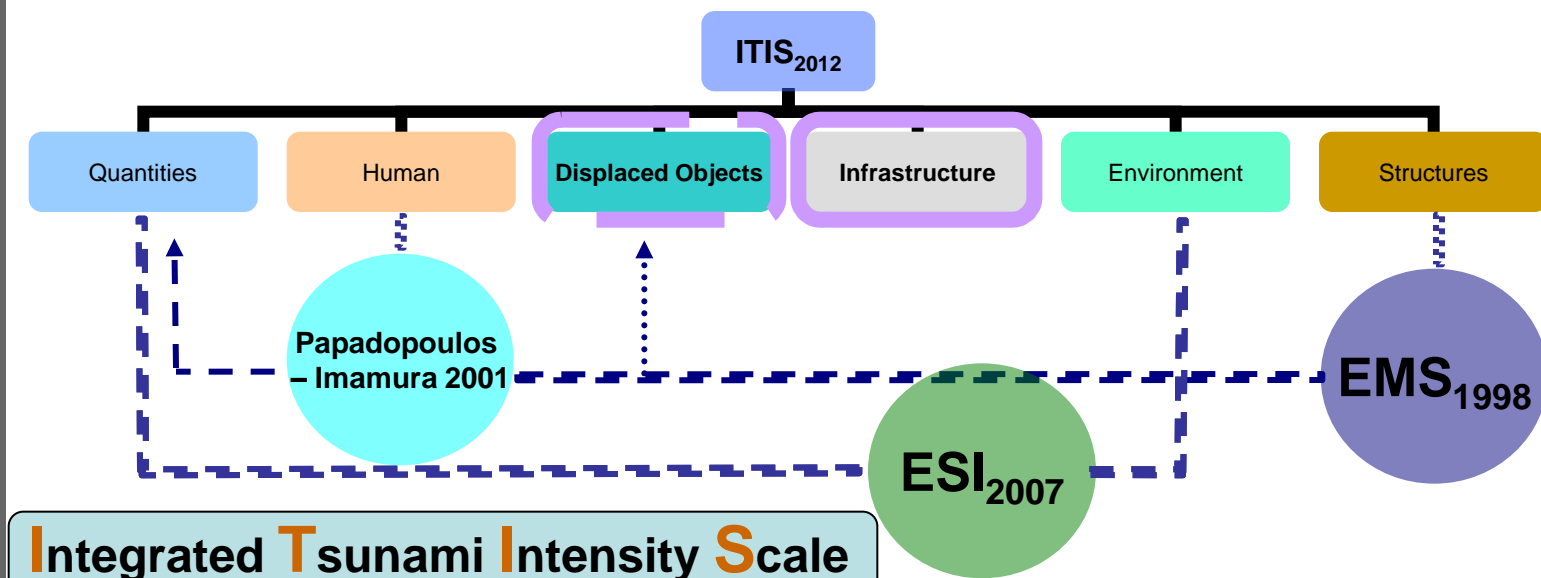 ITIS2012
Quantities
Human
Displaced Objects
Infrastructure
Environment
Structures
Papadopoulos
– Imamura 2001
EMS1998
ESI2007
Integrated Tsunami Intensity Scale